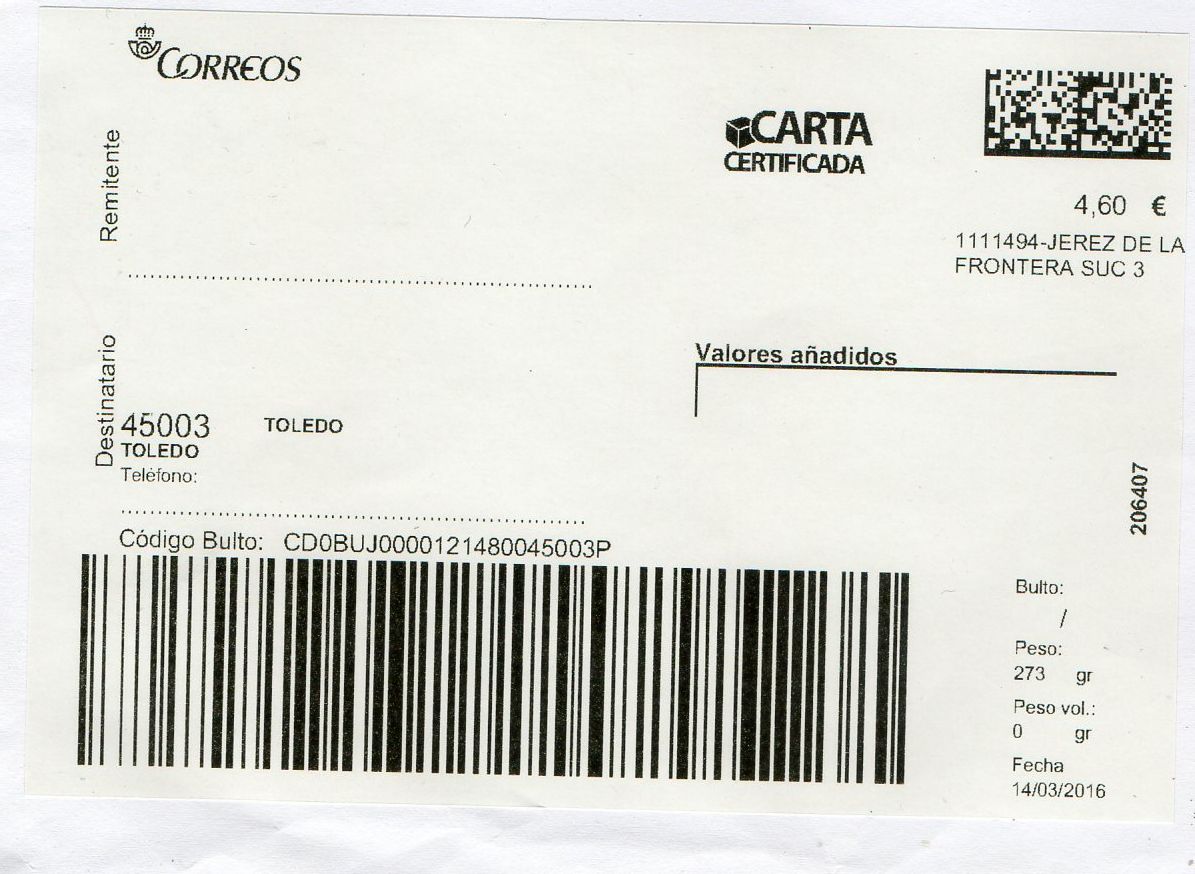 CORREOS
Remitente
CARTA
CERTIFICADA
4,60 €
1111494-JEREZ DE LA
FRONTERA SUC 3
Destinatario
45003 TOLEDO
TOLEDO
Teléfono:
Valores añadidos
206407
Código Bulto: CD0BUJ0000121480045003P
Bulto:
/
Peso:
273 gr
Peso vol.:
0 gr
Fecha
14/03/2016